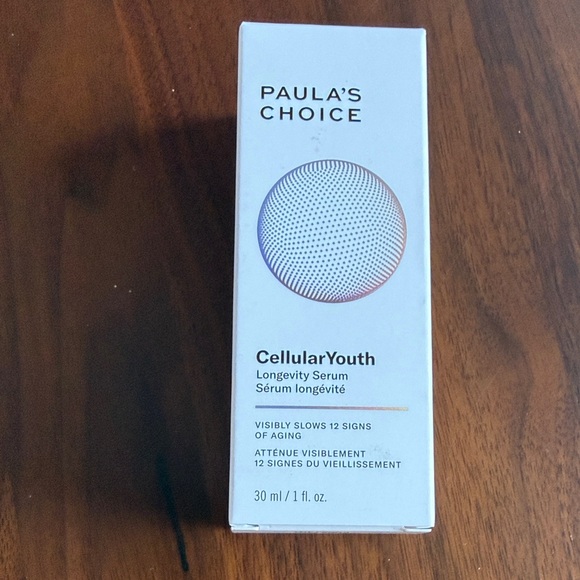 PAULA'S
CHOICE
CellularYouth
Longevity Serum
Sérum longévité
VISIBLY SLOWS 12 SIGNS
OF AGING
ATTÉNUE VISIBLEMENT
12 SIGNES DU VIEILLISSEMENT
30 ml / 1 fl. oz.